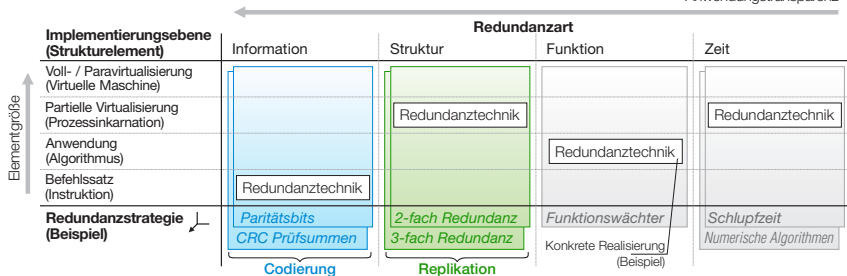 Anwendungstransparenz
Redundanzart
Implementierungsebene
(Strukturelement)
Information
Struktur
Funktion
Zeit
Elementgröße
Voll- / Paravirtualisierung
(Virtuelle Maschine)
Partielle Virtualisierung
(Prozessinkarnation)
Redundanztechnik
Redundanztechnik
Anwendung
(Algorithmus)
Redundanztechnik
Befehlssatz
(Instruktion)
Redundanztechnik
Redundanzstrategie
(Beispiel)
Paritätsbits
2-fach Redundanz
Funktionswächter
Schlupfzeit
CRC Prüfsummen
3-fach Redundanz
Konkrete Realisierung
(Beispiel)
Numerische Algorithmen
Codierung
Replikation